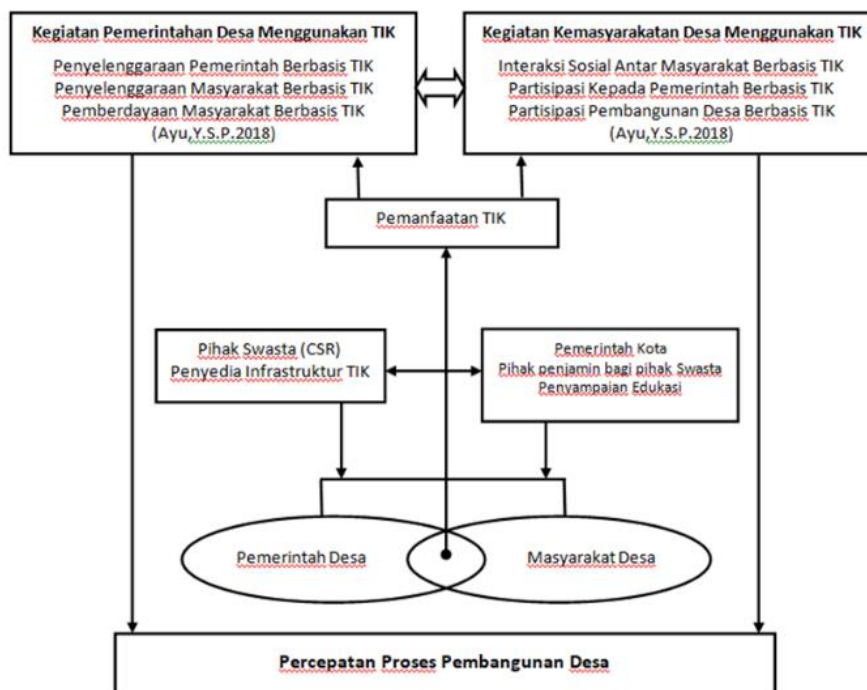 Kegiatan Pemerintahan Desa Menggunakan TIK
Penyelenggaraan Pemerintah Berbasis TIK
Penyelenggaraan Masyarakat Berbasis TIK
Pemberdayaan Masyarakat Berbasis TIK
(Ayu,Y.S.P.2018)
Kegiatan Kemasyarakatan Desa Menggunakan TIK
Interaksi Sosial Antar Masyarakat Berbasis TIK
Partisipasi Kepada Pemerintah Berbasis TIK
Partisipasi Pembangunan Desa Berbasis TIK
(Ayu,Y.S.P.2018)
Pemanfaatan TIK
Pihak Swasta (CSR)
Penyedia Infrastruktur TIK
Pemerintah Kota
Pihak penjamin bagi pihak Swasta
Penyampaian Edukasi
Pemerintah Desa
Masyarakat Desa
Percepatan Proses Pembangunan Desa